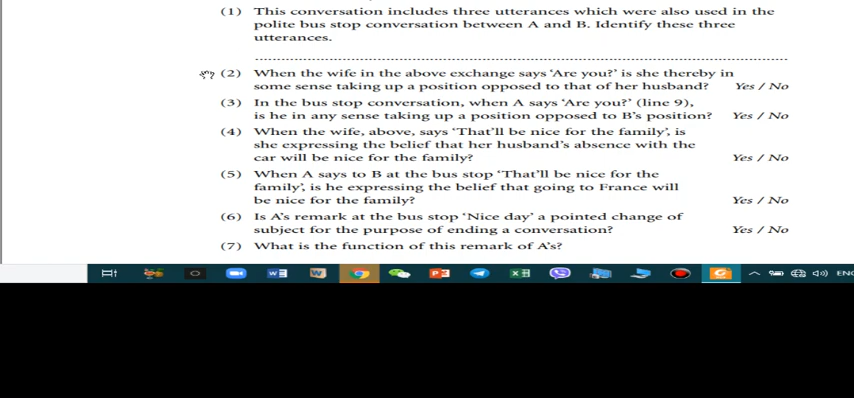 (1) This conversation includes three utterances which were also used in the
polite bus stop conversation between A and B. Identify these three
utterances.
(2) When the wife in the above exchange says ‘Are you?’ is she thereby in
some sense taking up a position opposed to that of her husband? Yes / No
(3) In the bus stop conversation, when A says ‘Are you?’ (line 9),
is he in any sense taking up a position opposed to B’s position? Yes / No
(4) When the wife, above, says ‘That’ll be nice for the family’, is
she expressing the belief that her husband’s absence with the
car will be nice for the family? Yes / No
(5) When A says to B at the bus stop ‘That’ll be nice for the
family’, is he expressing the belief that going to France will
be nice for the family? Yes / No
(6) Is A’s remark at the bus stop ‘Nice day’ a pointed change of
subject for the purpose of ending a conversation? Yes / No
(7) What is the function of this remark of A’s?
ENG